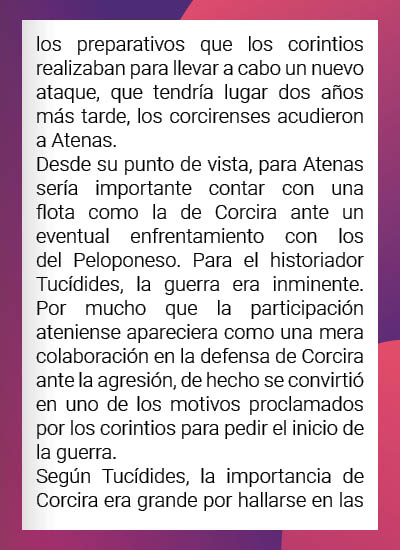 los preparativos que los corintios
realizaban para llevar a cabo un nuevo
ataque, que tendría lugar dos años
más tarde, los corcirenses acudieron
a Atenas.
Desde su punto de vista, para Atenas
sería importante contar con una
flota como la de Corcira ante un
eventual enfrentamiento con los
del Peloponeso. Para el historiador
Tucídides, la guerra era inminente.
Por mucho que la participación
ateniense apareciera como una mera
colaboración en la defensa de Corcira
ante la agresión, de hecho se convirtió
en uno de los motivos proclamados
por los corintios para pedir el inicio de
la guerra.
Según Tucídides, la importancia de
Corcira era grande por hallarse en las